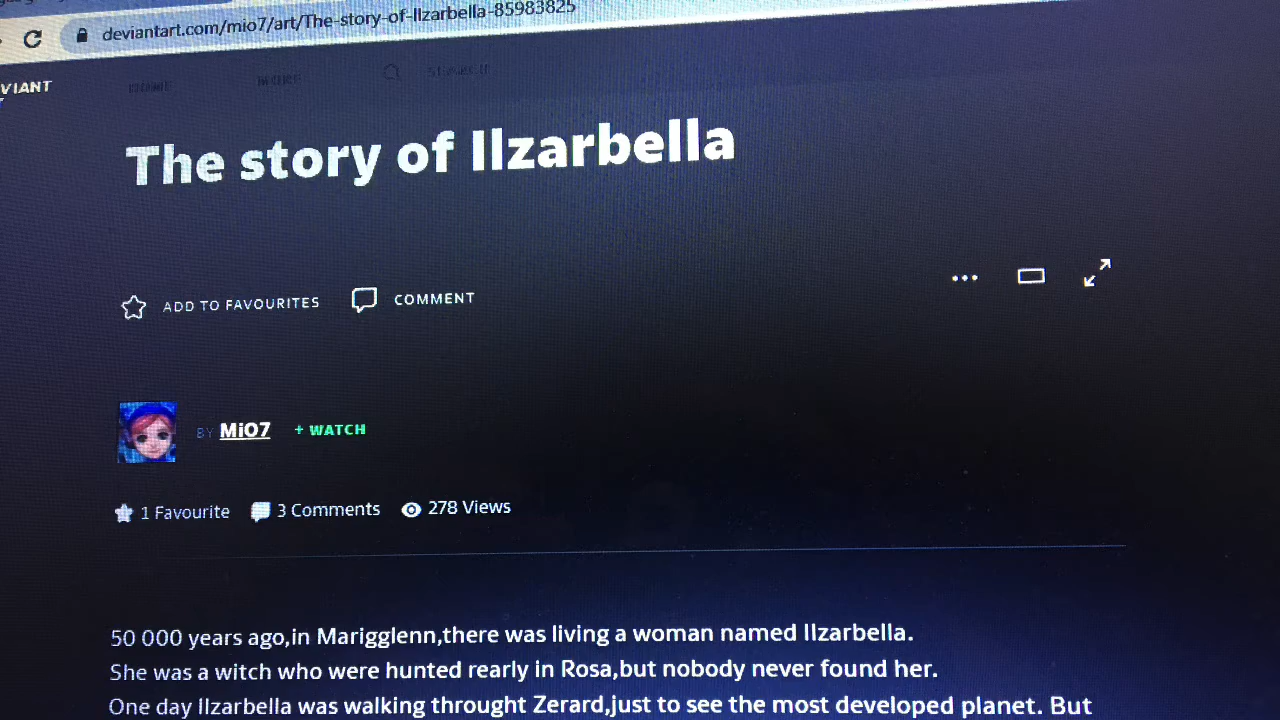 deviantart.com/mio7/art/The-story-of-Ilzarbella-85983825
VIANT
HOME MORE
The story of Ilzarbella
ADD TO FAVOURITES COMMENT
BY MiO7 + WATCH
1 Favourite 3 Comments 278 Views
50 000 years ago,in Marigglenn,there was living a woman named Ilzarbella.
She was a witch who were hunted rearly in Rosa,but nobody never found her.
One day Ilzarbella was walking throught Zerard,just to see the most developed planet. But